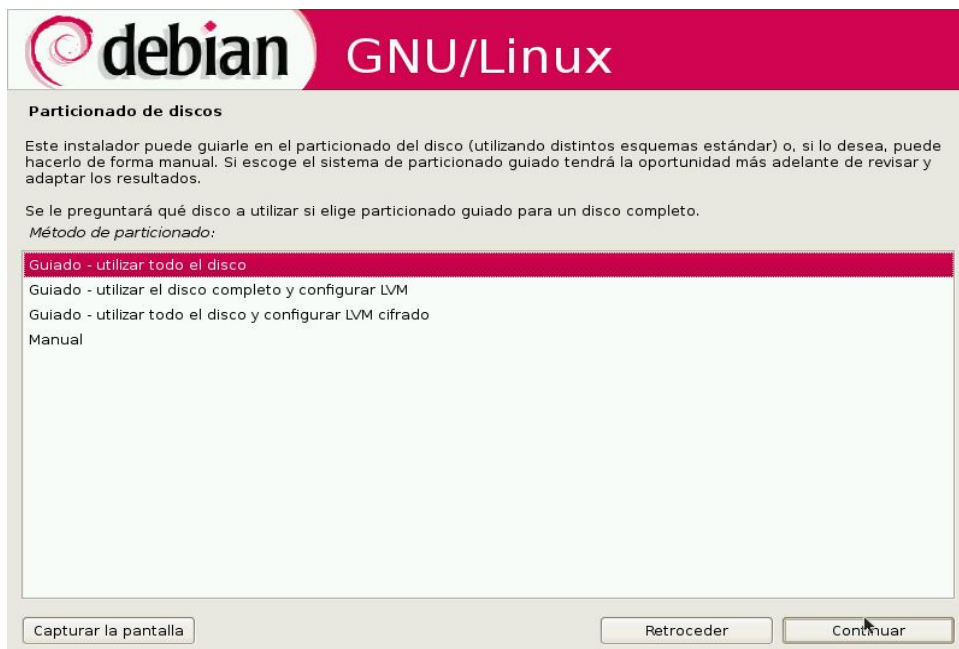 debian GNU/Linux
Particionado de discos
Este instalador puede guiarle en el particionado del disco (utilizando distintos esquemas estándar) o, si lo desea, puede
hacerlo de forma manual. Si escoge el sistema de particionado guiado tendrá la oportunidad más adelante de revisar y
adaptar los resultados.
Se le preguntará qué disco a utilizar si elige particionado guiado para un disco completo.
Método de particionado:
Guiado - utilizar todo el disco
Guiado - utilizar el disco completo y configurar LVM
Guiado - utilizar todo el disco y configurar LVM cifrado
Manual
Capturar la pantalla
Retroceder
Continuar